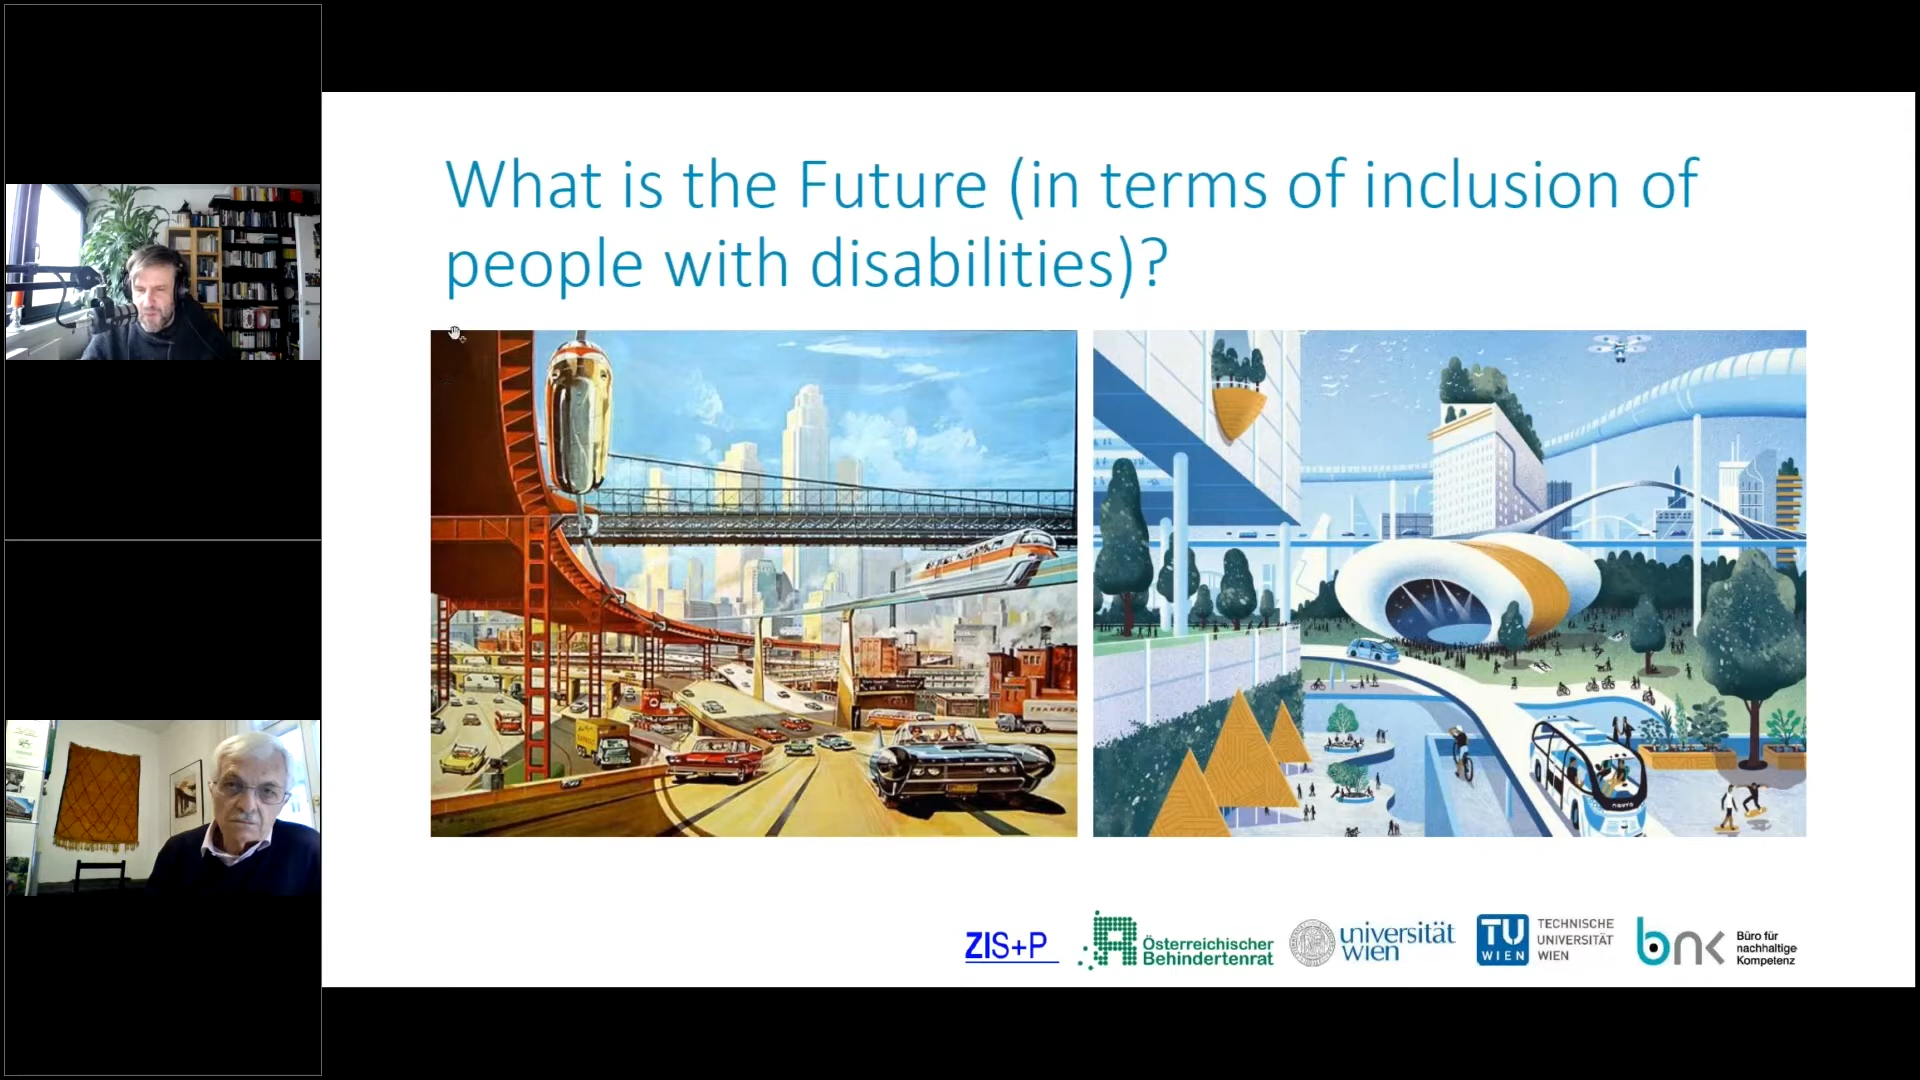 What is the Future (in terms of inclusion of
people with disabilities)?
ZIS+P
Österreichischer
Behindertenrat
universität
wien
TU
WIEN
TECHNISCHE
UNIVERSITÄT
WIEN
bnk
Büro für
nachhaltige
Kompetenz